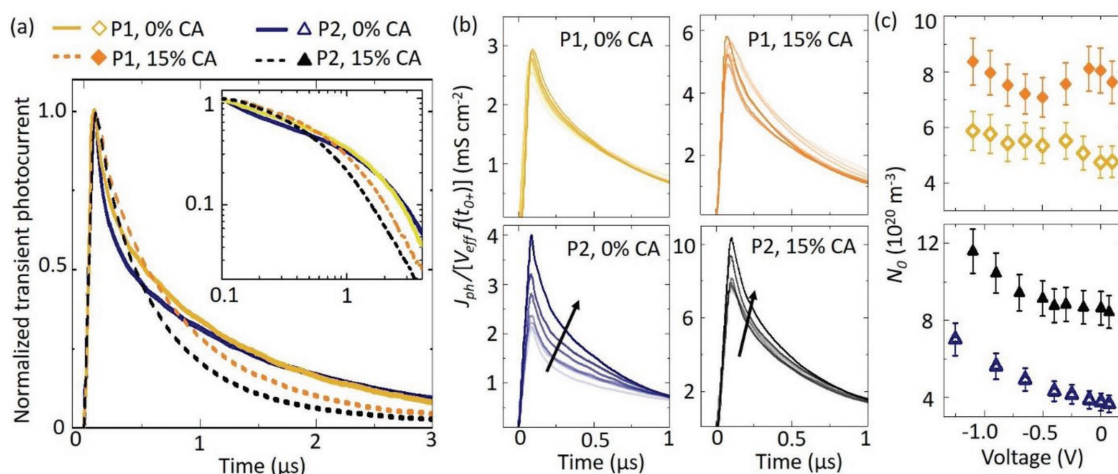 (a)
P1, 0% CA
P2, 0% CA
P1, 15% CA
P2, 15% CA
Normalized transient photocurrent
1.0
0.5
0
0
1
2
3
Time (μs)
1
0.1
0.1
1
(b)
P1, 0% CA
P1, 15% CA
P2, 0% CA
P2, 15% CA
J_ph/[V_eff f(t_0+)] (mS cm⁻²)
3
2
1
6
4
2
4
3
2
1
10
6
2
0
0.5
1
Time (μs)
0
0.5
1
Time (μs)
(c)
N_0 (10²⁰ m⁻³)
10
8
6
4
12
8
4
-1.0
-0.5
0
Voltage (V)